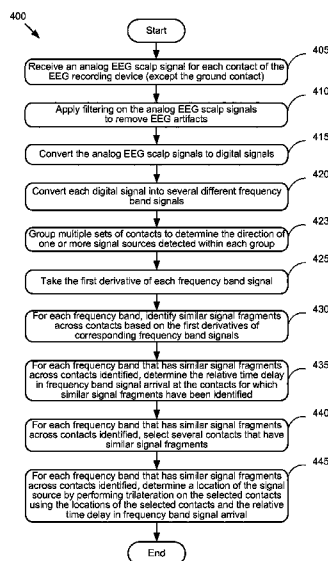 400
Start
Receive an analog EEG scalp signal for each contact of the
EEG recording device (except the ground contact)
405
Apply filtering on the analog EEG scalp signals
to remove EEG artifacts
410
Convert the analog EEG scalp signals to digital signals
415
Convert each digital signal into several different frequency
band signals
420
Group multiple sets of contacts to determine the direction of
one or more signal sources detected within each group
423
Take the first derivative of each frequency band signal
425
For each frequency band, identify similar signal fragments
across contacts based on the first derivatives of
corresponding frequency band signals
430
For each frequency band that has similar signal fragments
across contacts identified, determine the relative time delay
in frequency band signal arrival at the contacts for which
similar signal fragments have been identified
435
For each frequency band that has similar signal fragments
across contacts identified, select several contacts that have
similar signal fragments
440
For each frequency band that has similar signal fragments
across contacts identified, determine a location of the signal
source by performing trilateration on the selected contacts
using the locations of the selected contacts and the relative
time delay in frequency band signal arrival
445
End